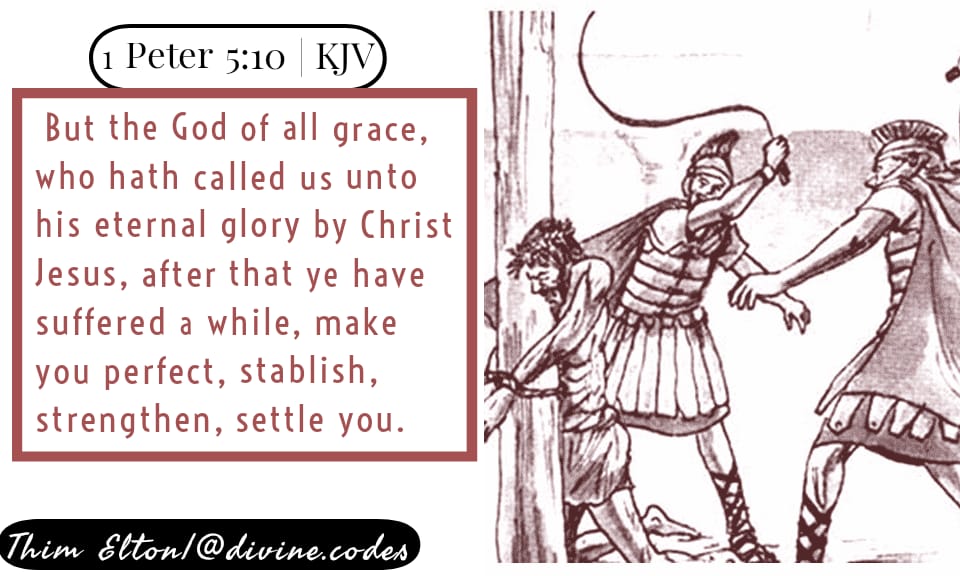 1 Peter 5:10 | KJV
But the God of all grace,
who hath called us unto
his eternal glory by Christ
Jesus, after that ye have
suffered a while, make
you perfect, stablish,
strengthen, settle you.
Thim Elton/@divine.codes